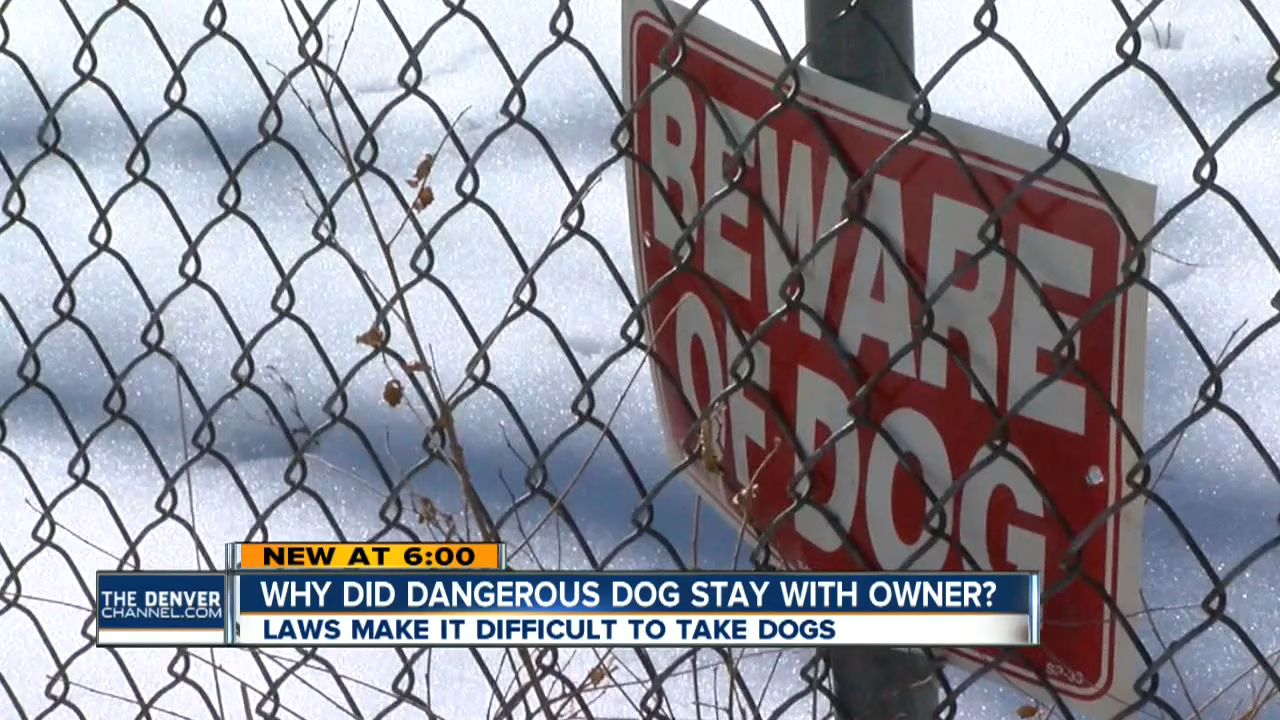 BEWARE
OF DOG
NEW AT 6:00
THE DENVER
CHANNEL.COM
WHY DID DANGEROUS DOG STAY WITH OWNER?
LAWS MAKE IT DIFFICULT TO TAKE DOGS